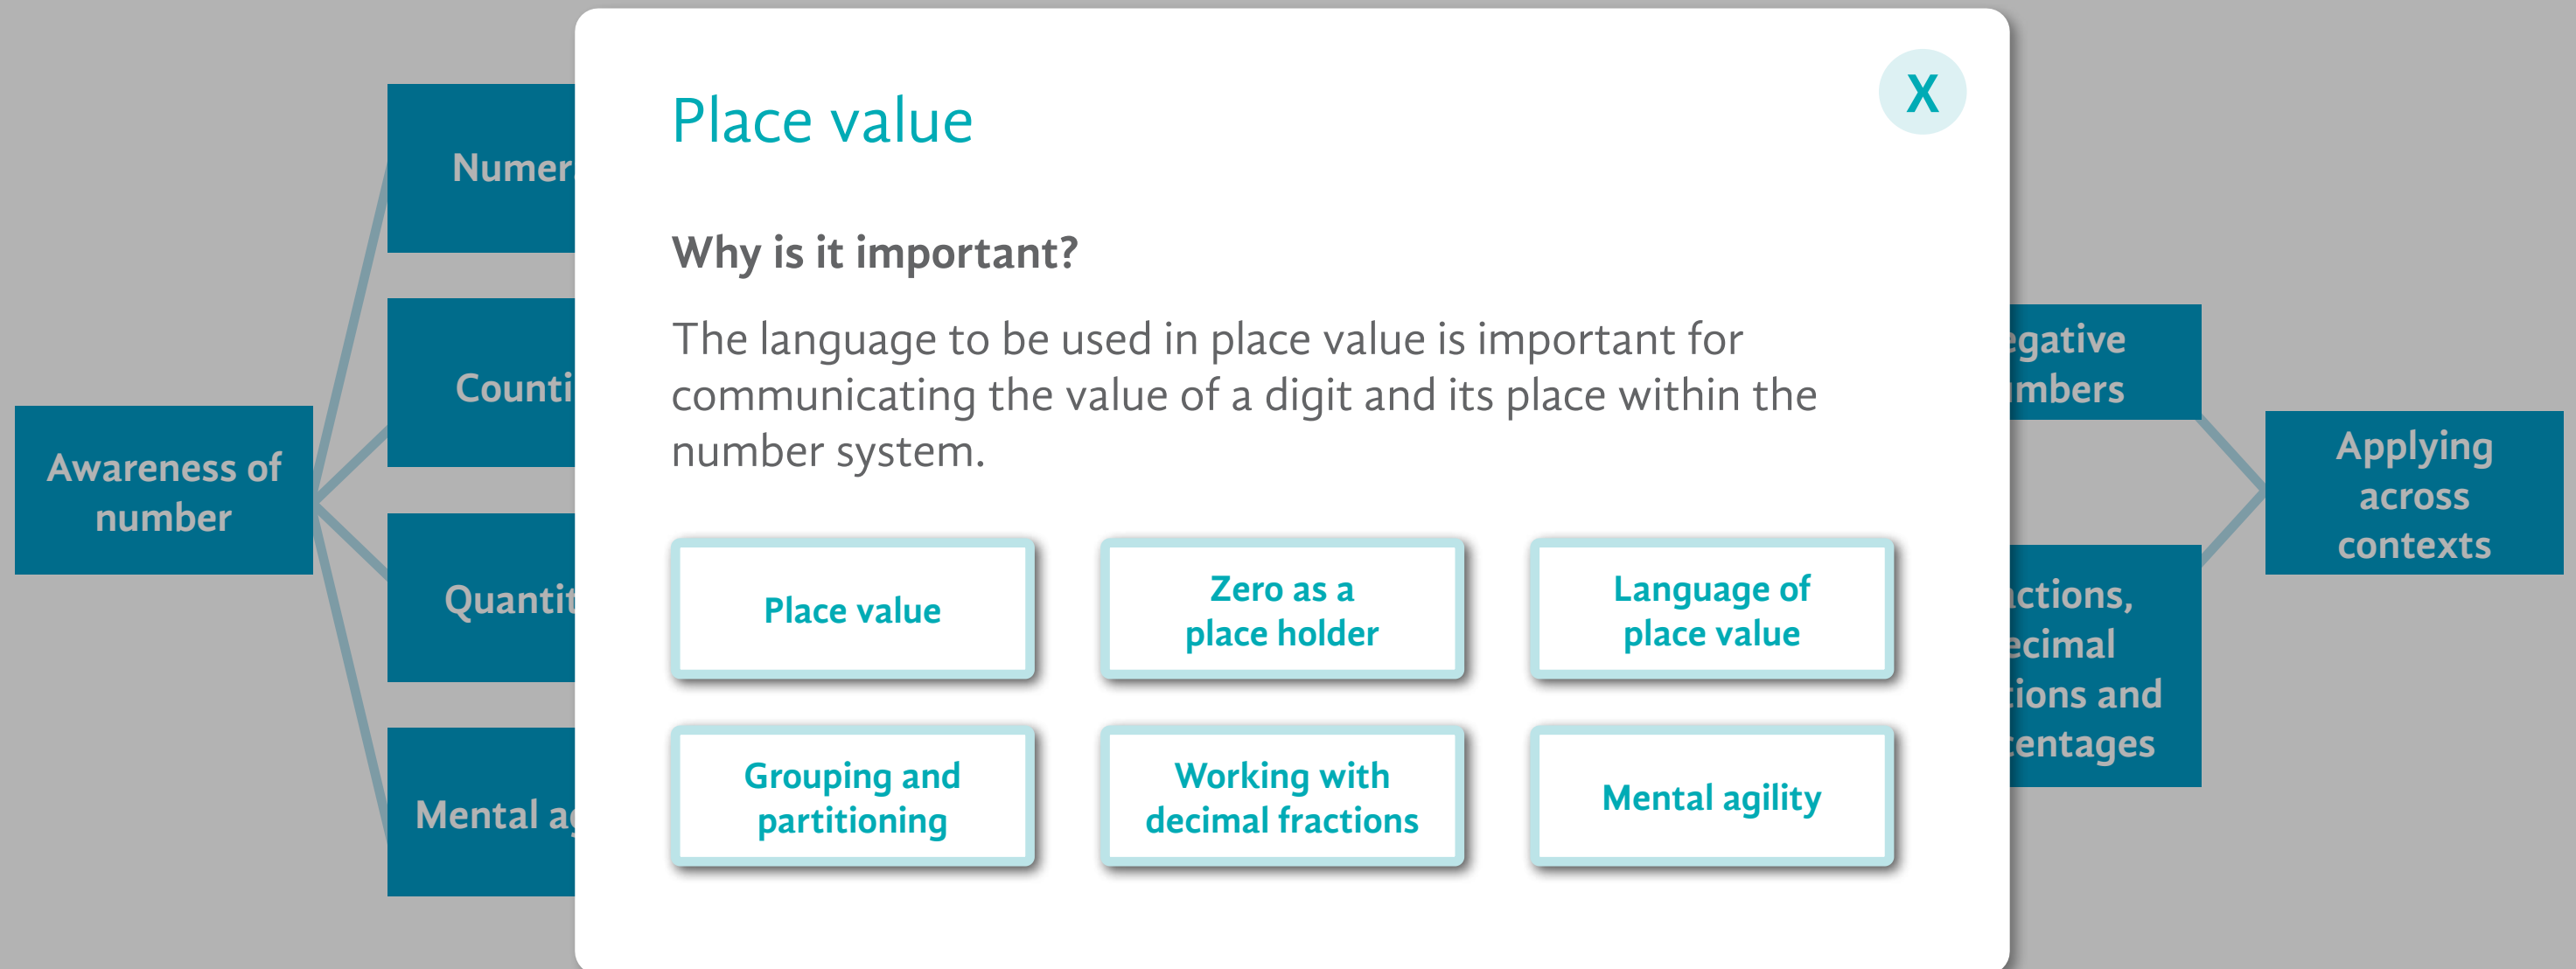 Awareness of
number
Place value
X
Why is it important?
The language to be used in place value is important for
communicating the value of a digit and its place within the
number system.
Place value
Zero as a
place holder
Language of
place value
Grouping and
partitioning
Working with
decimal fractions
Mental agility
Mental
and
Applying
across
contexts